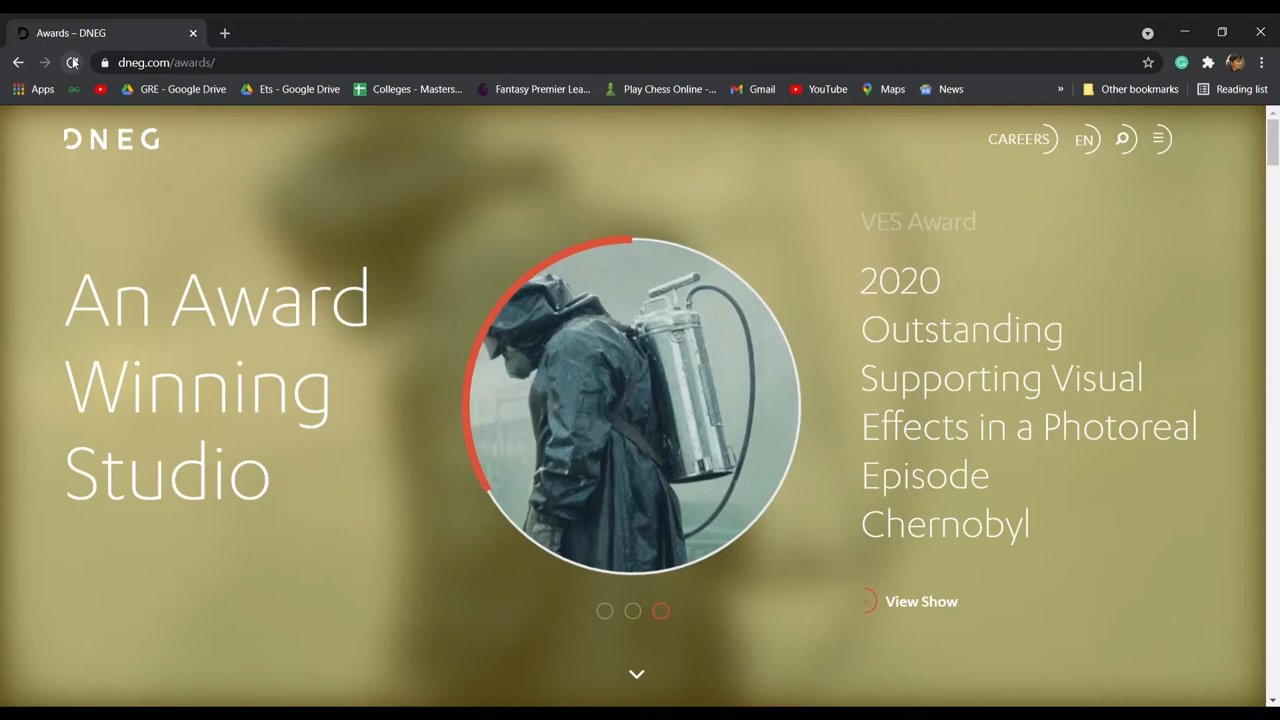 Awards – DNEG
dneg.com/awards/
Apps
GRE - Google Drive
Ets - Google Drive
Colleges - Masters...
Fantasy Premier Lea...
Play Chess Online -...
Gmail
YouTube
Maps
News
»
Other bookmarks
Reading list
DNEG
CAREERS
EN
An Award
Winning
Studio
VES Award
2020
Outstanding
Supporting Visual
Effects in a Photoreal
Episode
Chernobyl
View Show